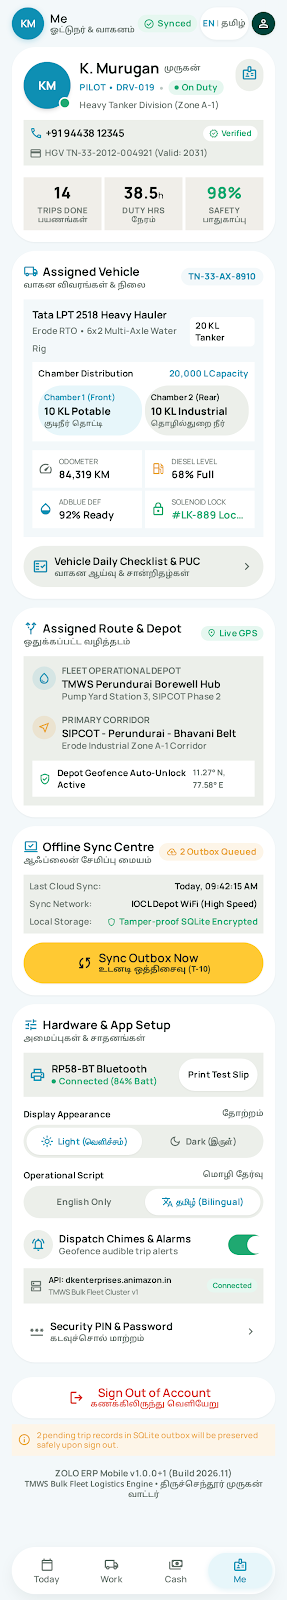 KM
Me
ஓட்டுநர் & வாகனம்
Synced
EN தமிழ்
KM
K. Murugan முருகன்
PILOT • DRV-019 • On Duty
Heavy Tanker Division (Zone A-1)
+91 94438 12345
Verified
HGV TN-33-2012-004921 (Valid: 2031)
14
TRIPS DONE
பயணங்கள்
38.5h
DUTY HRS
நேரம்
98%
SAFETY
பாதுகாப்பு
Assigned Vehicle
வாகன விவரங்கள் & நிலை
TN-33-AX-8910
Tata LPT 2518 Heavy Hauler
Erode RTO • 6x2 Multi-Axle Water
Rig
20 KL
Tanker
Chamber Distribution
20,000 L Capacity
Chamber 1 (Front)
10 KL Potable
குடிநீர் தொட்டி
Chamber 2 (Rear)
10 KL Industrial
தொழில்துறை நீர்
ODOMETER
84,319 KM
DIESEL LEVEL
68% Full
ADBLUE DEF
92% Ready
SOLENOID LOCK
#LK-889 Loc...
Vehicle Daily Checklist & PUC
வாகன ஆய்வு & சான்றிதழ்கள்
Assigned Route & Depot
ஒதுக்கப்பட்ட வழித்தடம்
Live GPS
FLEET OPERATIONAL DEPOT
TMWS Perundurai Borewell Hub
Pump Yard Station 3, SIPCOT Phase 2
PRIMARY CORRIDOR
SIPCOT - Perundurai - Bhavani Belt
Erode Industrial Zone A-1 Corridor
Depot Geofence Auto-Unlock
Active
11.27° N,
77.58° E
Offline Sync Centre
ஆஃப்லைன் சேமிப்பு மையம்
2 Outbox Queued
Last Cloud Sync:
Today, 09:42:15 AM
Sync Network:
IOCL Depot WiFi (High Speed)
Local Storage:
Tamper-proof SQLite Encrypted
Sync Outbox Now
உடனடி ஒத்திசைவு (T-10)
Hardware & App Setup
அமைப்புகள் & சாதனங்கள்
RP58-BT Bluetooth
Connected (84% Batt)
Print Test Slip
Display Appearance
தோற்றம்
Light (வெளிச்சம்)
Dark (இருள்)
Operational Script
மொழி தேர்வு
English Only
தமிழ் (Bilingual)
Dispatch Chimes & Alarms
Geofence audible trip alerts
API: dkenterprises.animazon.in
TMWS Bulk Fleet Cluster v1
Connected
Security PIN & Password
கடவுச்சொல் மாற்றம்
Sign Out of Account
கணக்கிலிருந்து வெளியேறு
2 pending trip records in SQLite outbox will be preserved
safely upon sign out.
ZOLO ERP Mobile v1.0.0+1 (Build 2026.11)
TMWS Bulk Fleet Logistics Engine • திருச்செந்தூர் முருகன்
வாட்டர்
Today
Work
Cash
Me